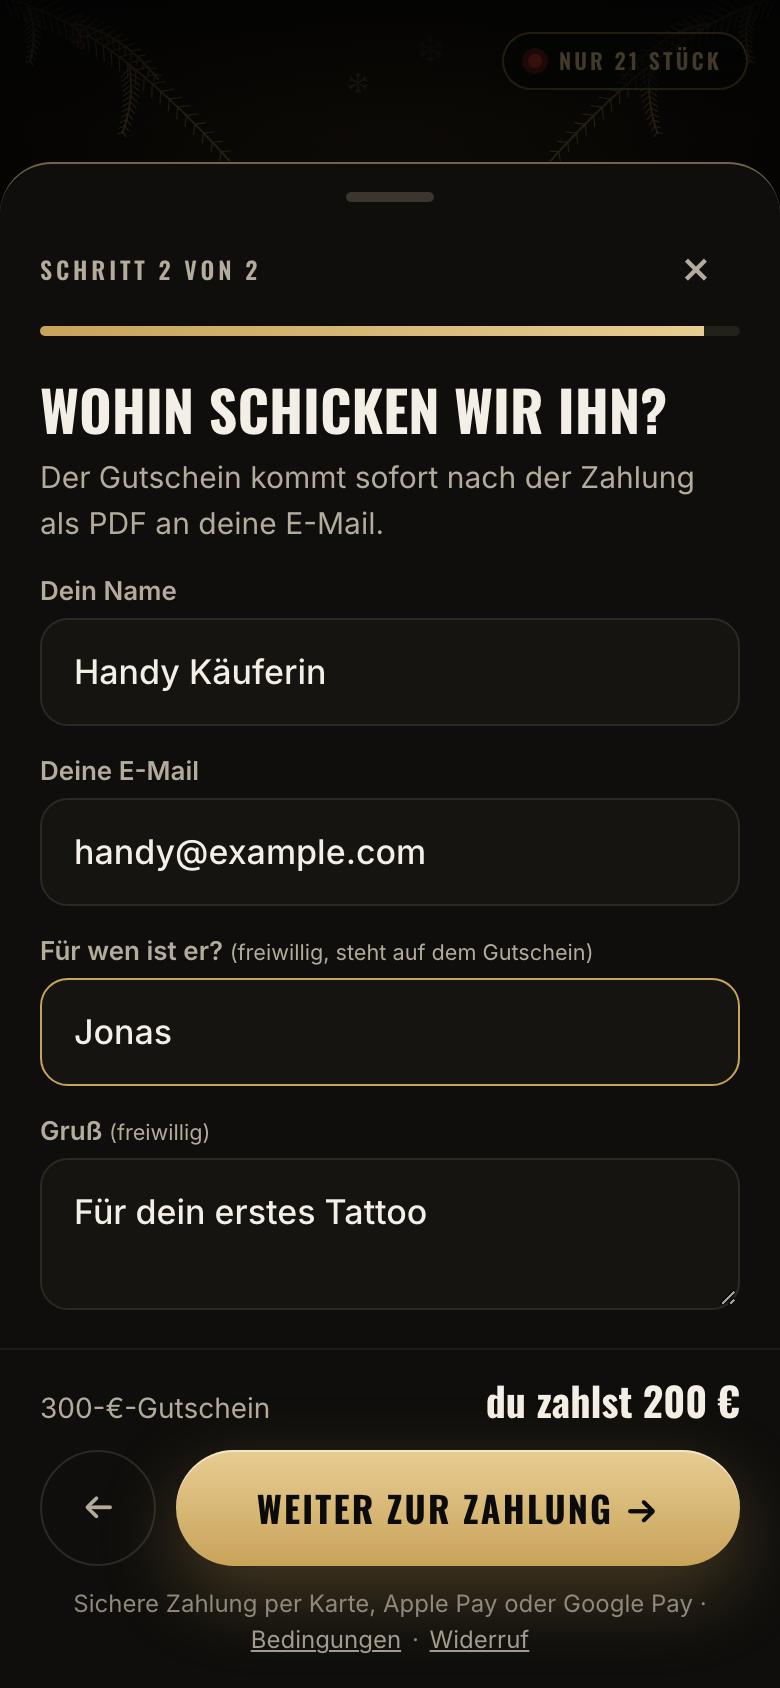 NUR 21 STÜCK
SCHRITT 2 VON 2
WOHIN SCHICKEN WIR IHN?
Der Gutschein kommt sofort nach der Zahlung
als PDF an deine E-Mail.
Dein Name
Handy Käuferin
Deine E-Mail
handy@example.com
Für wen ist er? (freiwillig, steht auf dem Gutschein)
Jonas
Gruß (freiwillig)
Für dein erstes Tattoo
300-€-Gutschein
du zahlst 200 €
WEITER ZUR ZAHLUNG →
Sichere Zahlung per Karte, Apple Pay oder Google Pay ·
Bedingungen · Widerruf